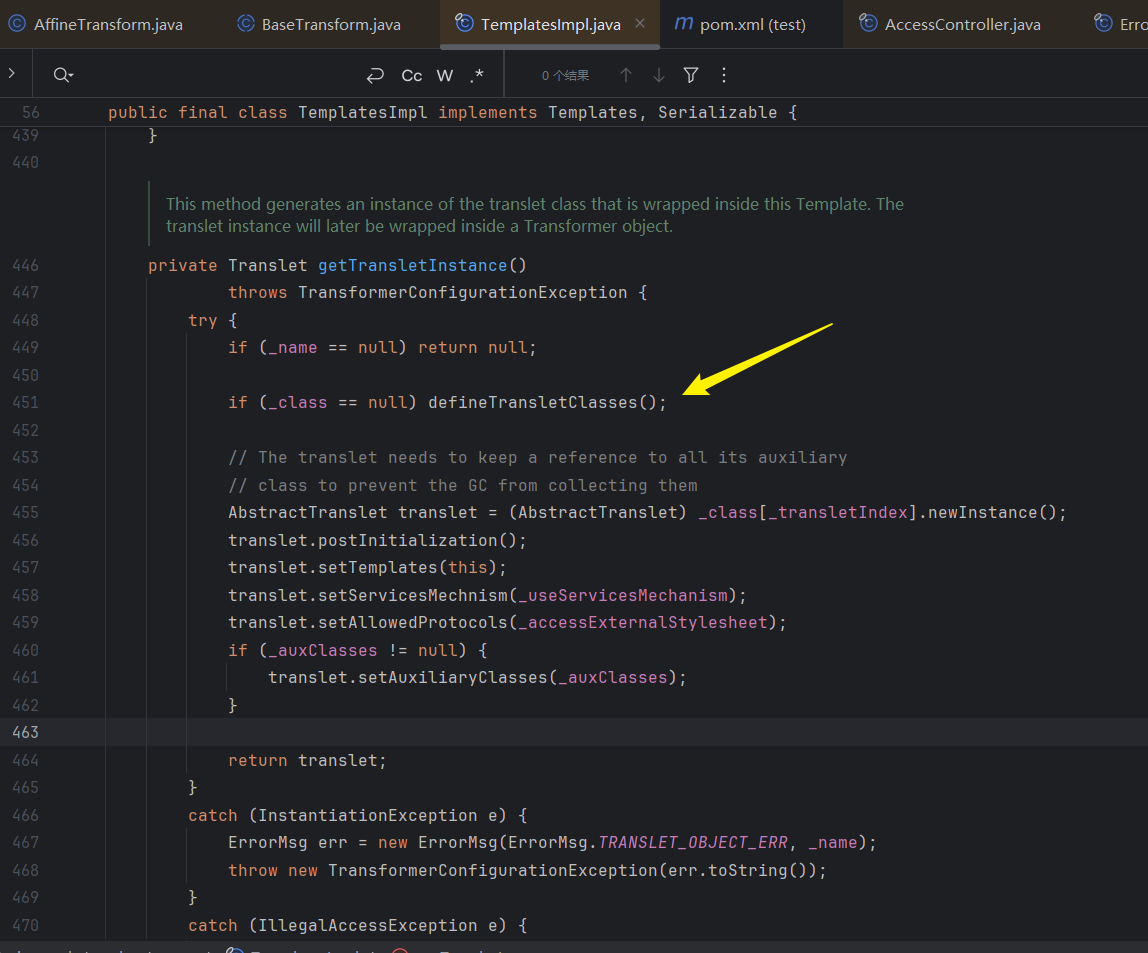 AffineTransform.java BaseTransform.java TemplatesImpl.java pom.xml (test) AccessController.java Erro
Cc W .* 0 个结果
56 public final class TemplatesImpl implements Templates, Serializable {
439 }
440
This method generates an instance of the translet class that is wrapped inside this Template. The
translet instance will later be wrapped inside a Transformer object.
446 private Translet getTransletInstance()
447 throws TransformerConfigurationException {
448 try {
449 if (_name == null) return null;
450
451 if (_class == null) defineTransletClasses();
452
453 // The translet needs to keep a reference to all its auxiliary
454 // class to prevent the GC from collecting them
455 AbstractTranslet translet = (AbstractTranslet) _class[_transletIndex].newInstance();
456 translet.postInitialization();
457 translet.setTemplates(this);
458 translet.setServicesMechnism(_useServicesMechanism);
459 translet.setAllowedProtocols(_accessExternalStylesheet);
460 if (_auxClasses != null) {
461 translet.setAuxiliaryClasses(_auxClasses);
462 }
463
464 return translet;
465 }
466 catch (InstantiationException e) {
467 ErrorMsg err = new ErrorMsg(ErrorMsg.TRANSLET_OBJECT_ERR, _name);
468 throw new TransformerConfigurationException(err.toString());
469 }
470 catch (IllegalAccessException e) {